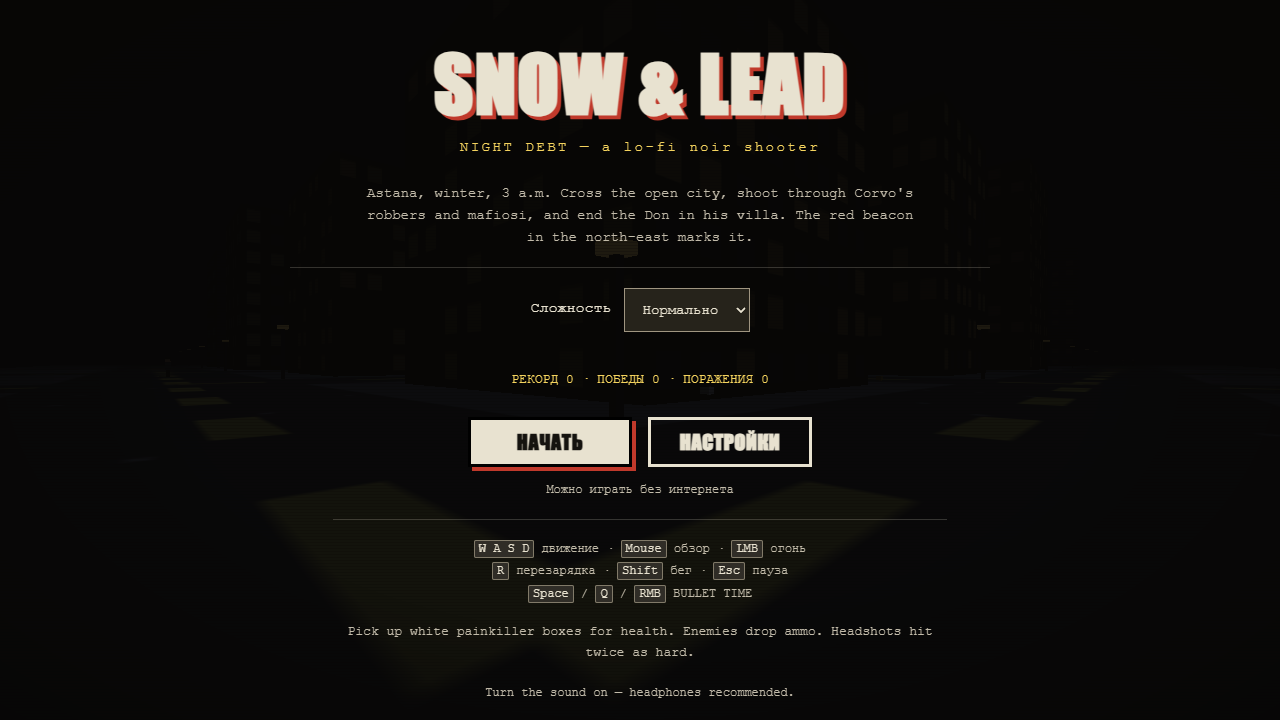 SNOW & LEAD
NIGHT DEBT — a lo-fi noir shooter
Astana, winter, 3 a.m. Cross the open city, shoot through Corvo's
robbers and mafiosi, and end the Don in his villa. The red beacon
in the north-east marks it.
Сложность Нормально
РЕКОРД 0 · ПОБЕДЫ 0 · ПОРАЖЕНИЯ 0
НАЧАТЬ НАСТРОЙКИ
Можно играть без интернета
W A S D движение · Mouse обзор · LMB огонь
R перезарядка · Shift бег · Esc пауза
Space / Q / RMB BULLET TIME
Pick up white painkiller boxes for health. Enemies drop ammo. Headshots hit
twice as hard.
Turn the sound on — headphones recommended.